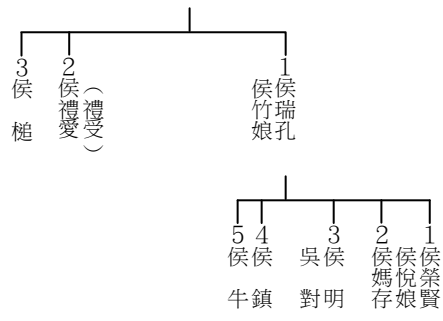 1侯瑞孔
侯竹娘
(禮受)
2侯禮愛
3侯 槌
1侯榮賢
侯悅娘
2侯媽存
3侯 明
吳 對
4侯 鎮
5侯 牛